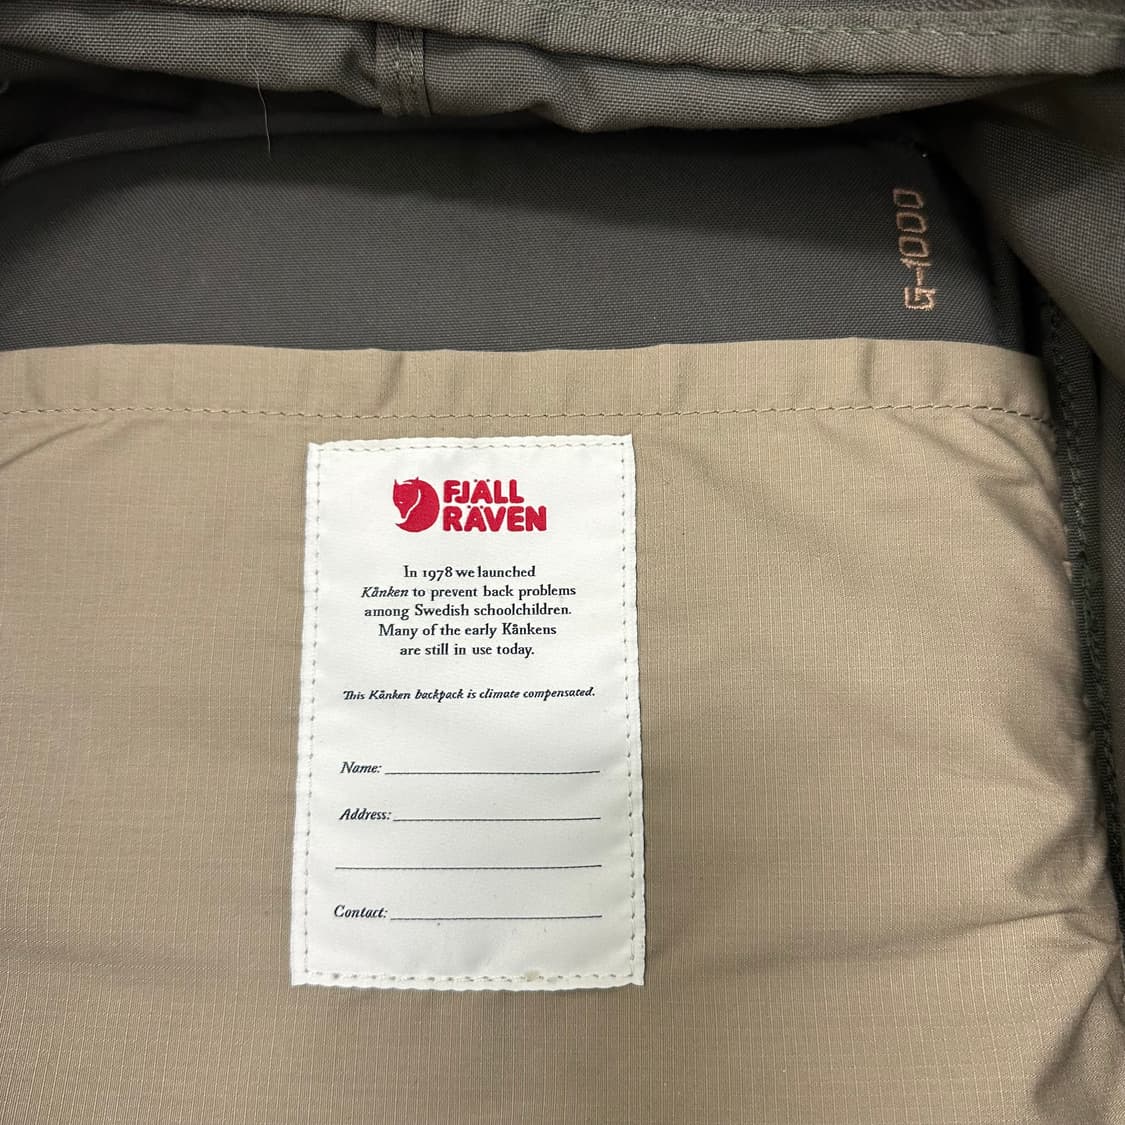 G-1000
FJÄLL
RÄVEN
In 1978 we launched
Kånken to prevent back problems
among Swedish schoolchildren.
Many of the early Kånkens
are still in use today.
This Kånken backpack is climate compensated.
Name:
Address:
Contact: